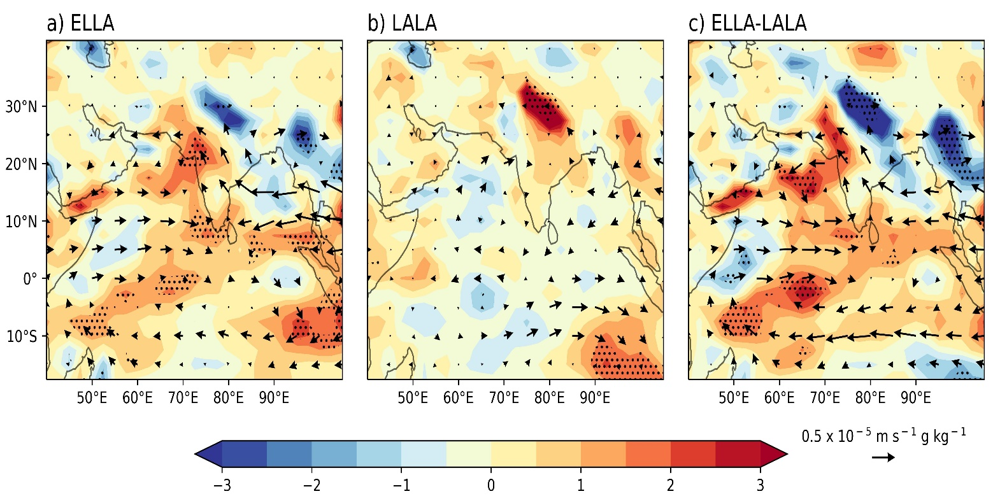 a) ELLA
b) LALA
c) ELLA-LALA
30°N
20°N
10°N
0°
10°S
50°E 60°E 70°E 80°E 90°E
50°E 60°E 70°E 80°E 90°E
50°E 60°E 70°E 80°E 90°E
0.5 x 10⁻⁵ m s⁻¹ g kg⁻¹
−3 −2 −1 0 1 2 3